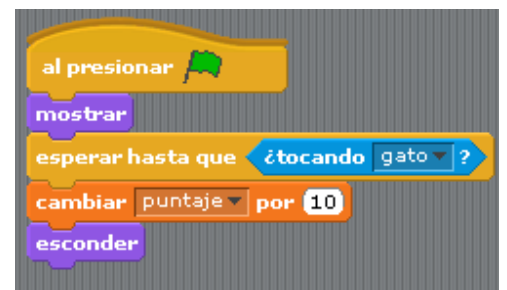 al presionar
mostrar
esperar hasta que ¿tocando gato ?
cambiar puntaje por 10
esconder